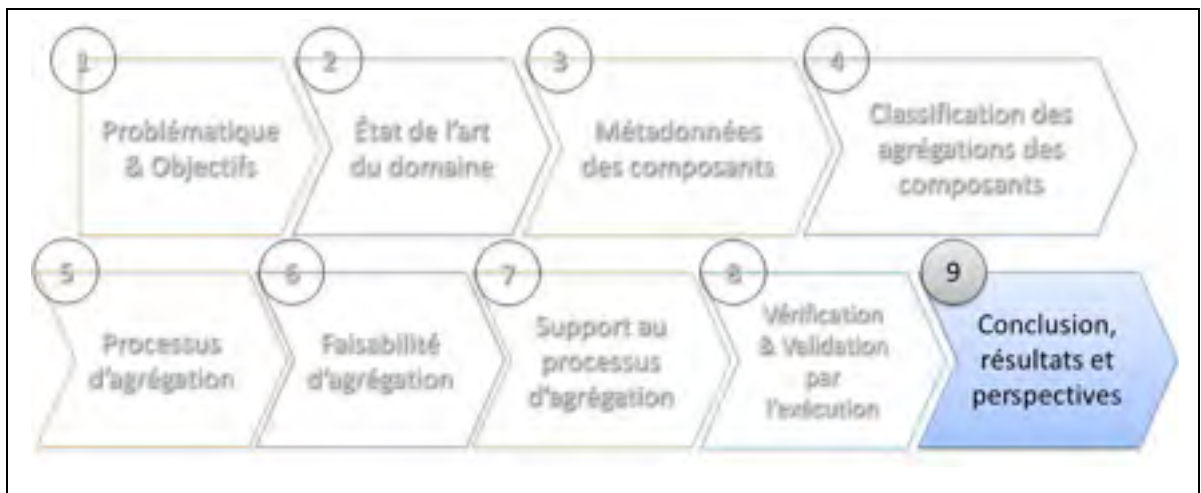 1
Problématique
& Objectifs
2
État de l'art
du domaine
3
Métadonnées
des composants
4
Classification des
agrégations des
composants
5
Processus
d'agrégation
6
Faisabilité
d'agrégation
7
Support au
processus
d'agrégation
8
Vérification
& Validation
par
l'exécution
9
Conclusion,
résultats et
perspectives